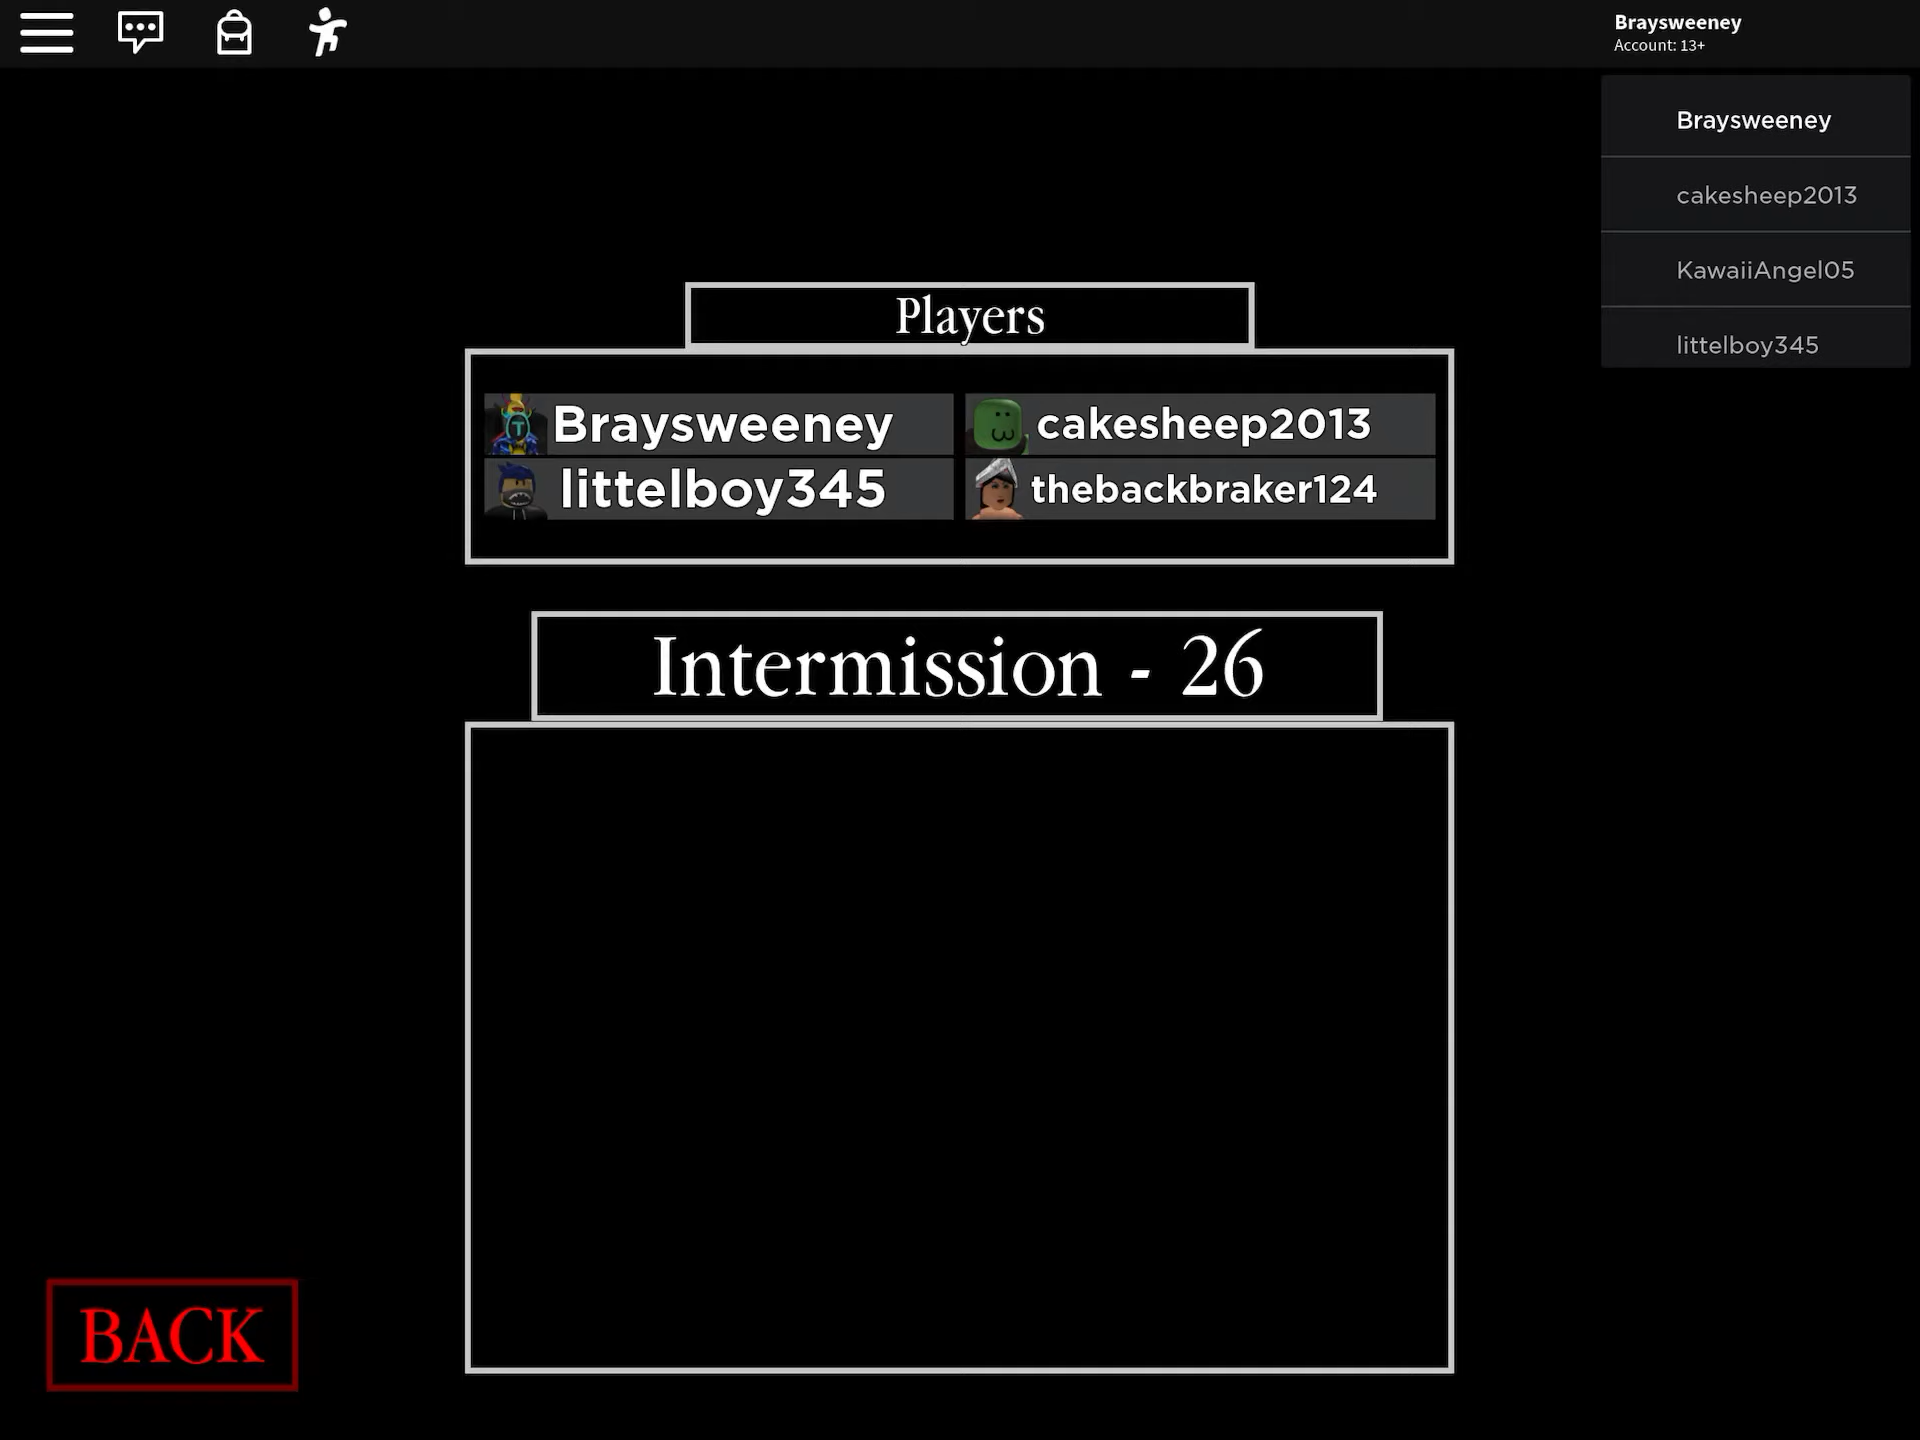 Braysweeney
Account: 13+
Braysweeney
cakesheep2013
KawaiiAngel05
littelboy345
Players
Braysweeney
cakesheep2013
littelboy345
thebackbraker124
Intermission - 26
BACK